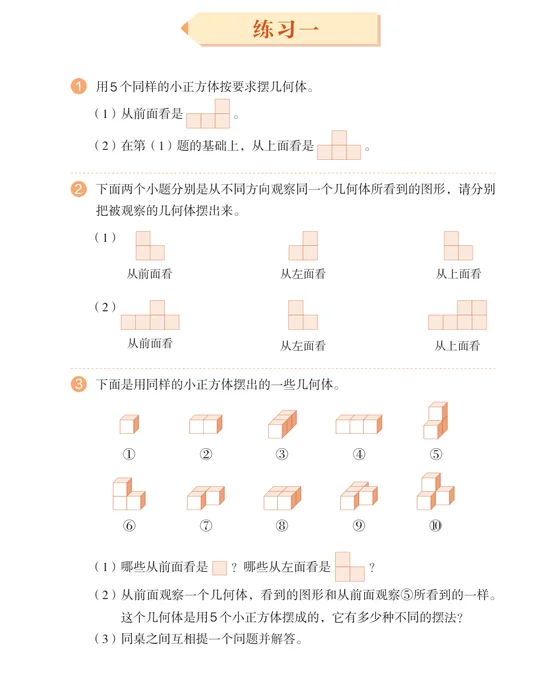 练习一
1 用5个同样的小正方体按要求摆几何体。
（1）从前面看是 。
（2）在第（1）题的基础上，从上面看是 。
2 下面两个小题分别是从不同方向观察同一个几何体所看到的图形，请分别
把被观察的几何体摆出来。
（1）
从前面看 从左面看 从上面看
（2）
从前面看 从左面看 从上面看
3 下面是用同样的小正方体摆出的一些几何体。
① ② ③ ④ ⑤
⑥ ⑦ ⑧ ⑨ ⑩
（1）哪些从前面看是 ？哪些从左面看是 ？
（2）从前面观察一个几何体，看到的图形和从前面观察⑤所看到的一样。
这个几何体是用5个小正方体摆成的，它有多少种不同的摆法？
（3）同桌之间互相提一个问题并解答。